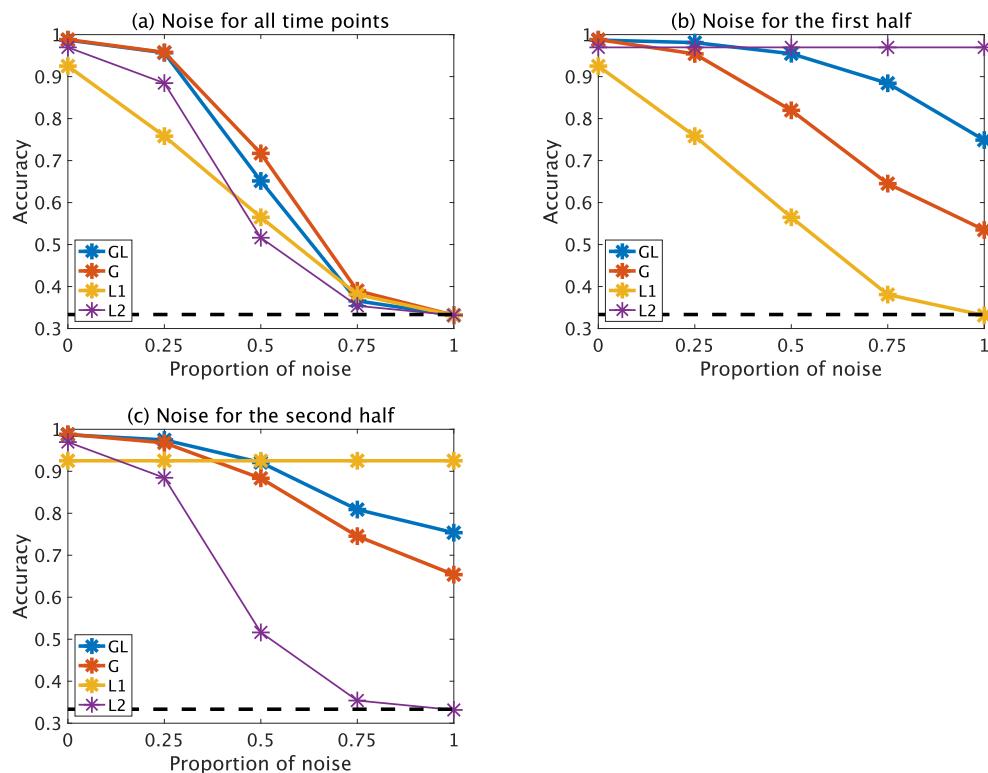 (a) Noise for all time points
1
0.9
0.8
0.7
0.6
0.5
0.4
0.3
Accuracy
GL
G
L1
L2
0 0.25 0.5 0.75 1
Proportion of noise
(b) Noise for the first half
1
0.9
0.8
0.7
0.6
0.5
0.4
0.3
Accuracy
GL
G
L1
L2
0 0.25 0.5 0.75 1
Proportion of noise
(c) Noise for the second half
1
0.9
0.8
0.7
0.6
0.5
0.4
0.3
Accuracy
GL
G
L1
L2
0 0.25 0.5 0.75 1
Proportion of noise